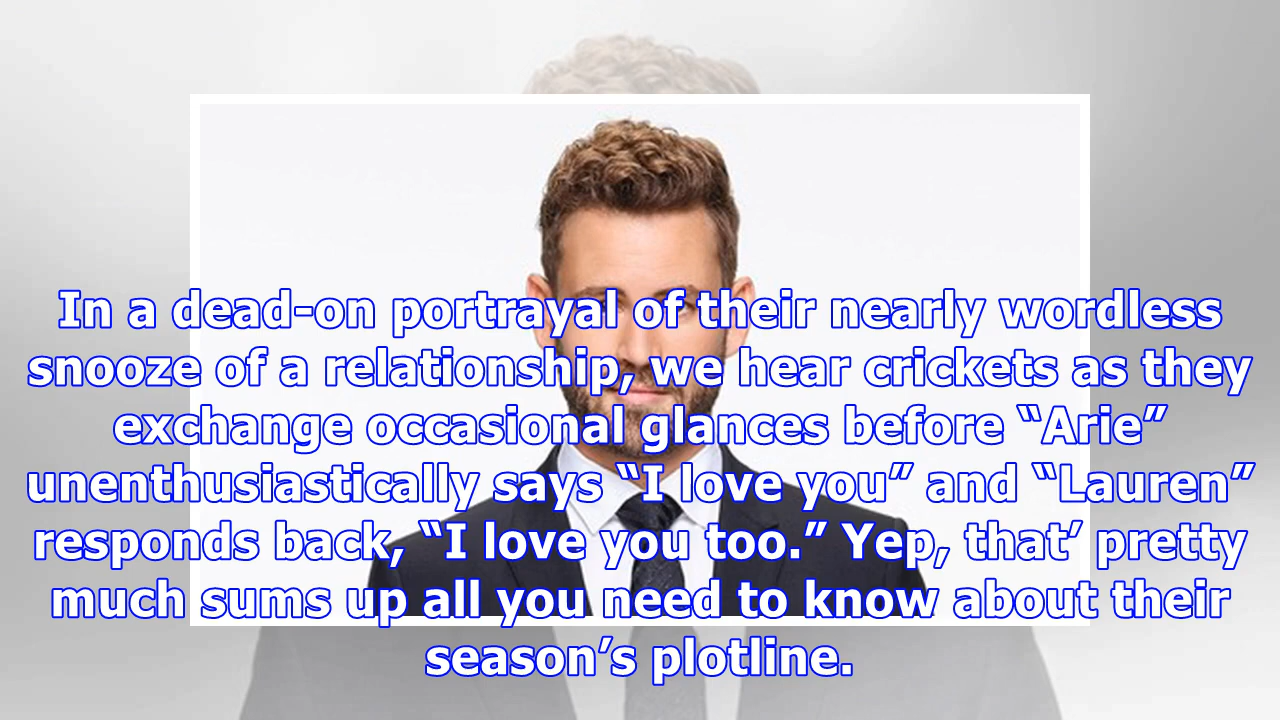 In a dead-on portrayal of their nearly wordless
snooze of a relationship, we hear crickets as they
exchange occasional glances before “Arie”
unenthusiastically says “I love you” and “Lauren”
responds back, “I love you too.” Yep, that’ pretty
much sums up all you need to know about their
season’s plotline.